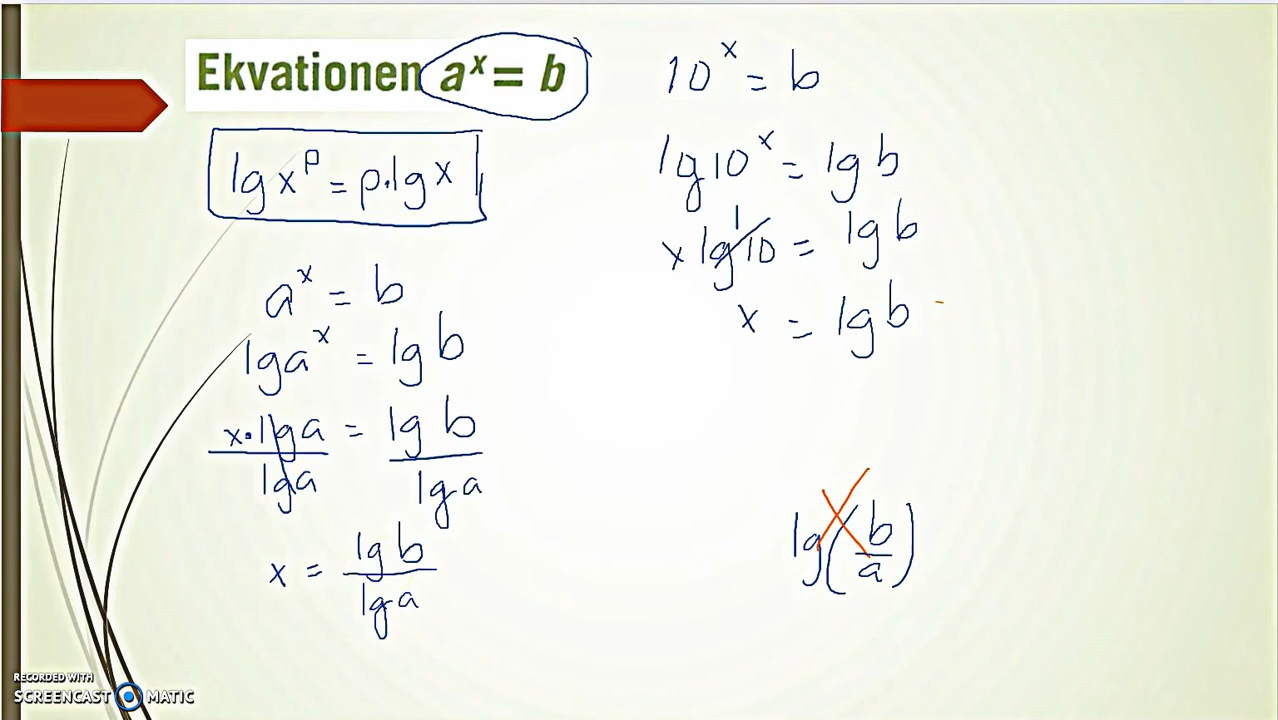 Ekvationen aˣ = b
lg xᵖ = p·lg x
aˣ = b
lg aˣ = lg b
x·lg a = lg b
lg a lg a
x = lg b
lg a
10ˣ = b
lg 10ˣ = lg b
1
x lg 10 = lg b
x = lg b
lg(b/a)
RECORDED WITH
SCREENCAST MATIC